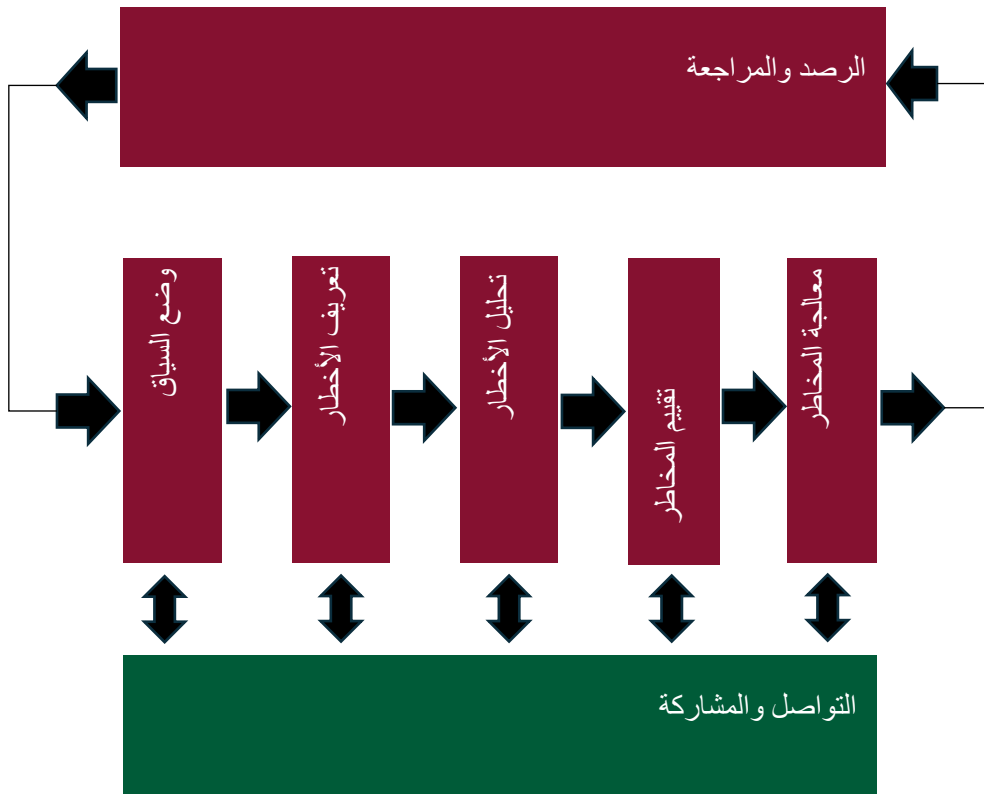 الرصد والمراجعة
وضع السياق
تعريف الأخطار
تحليل الأخطار
تقييم المخاطر
معالجة المخاطر
التواصل والمشاركة